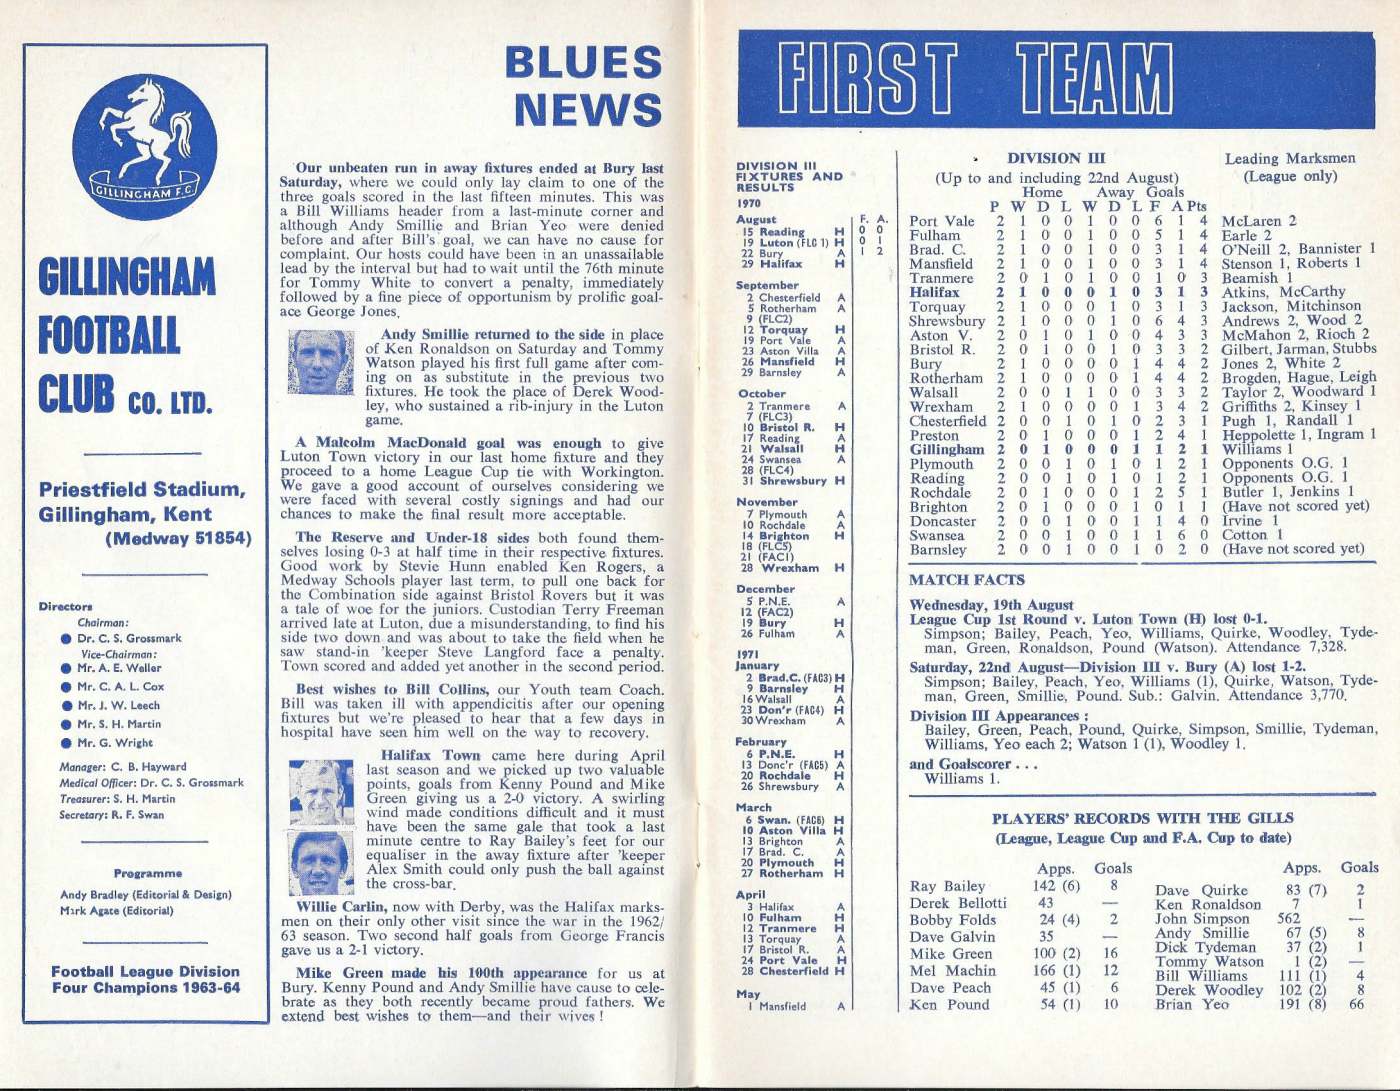 GILLINGHAM F.C.
GILLINGHAM
FOOTBALL
CLUB CO. LTD.
Priestfield Stadium,
Gillingham, Kent
(Medway 51854)
Directors
Chairman:
● Dr. C. S. Grossmark
Vice-Chairman:
● Mr. A. E. Weller
● Mr. C. A. L. Cox
● Mr. J. W. Leech
● Mr. S. H. Martin
● Mr. G. Wright
Manager: C. B. Hayward
Medical Officer: Dr. C. S. Grossmark
Treasurer: S. H. Martin
Secretary: R. F. Swan
Programme
Andy Bradley (Editorial & Design)
Mark Agate (Editorial)
Football League Division
Four Champions 1963-64
BLUES
NEWS
Our unbeaten run in away fixtures ended at Bury last
Saturday, where we could only lay claim to one of the
three goals scored in the last fifteen minutes. This was
a Bill Williams header from a last-minute corner and
although Andy Smillie and Brian Yeo were denied
before and after Bill's goal, we can have no cause for
complaint. Our hosts could have been in an unassailable
lead by the interval but had to wait until the 76th minute
for Tommy White to convert a penalty, immediately
followed by a fine piece of opportunism by prolific goal-
ace George Jones.
Andy Smillie returned to the side in place
of Ken Ronaldson on Saturday and Tommy
Watson played his first full game after com-
ing on as substitute in the previous two
fixtures. He took the place of Derek Wood-
ley, who sustained a rib-injury in the Luton
game.
A Malcolm MacDonald goal was enough to give
Luton Town victory in our last home fixture and they
proceed to a home League Cup tie with Workington.
We gave a good account of ourselves considering we
were faced with several costly signings and had our
chances to make the final result more acceptable.
The Reserve and Under-18 sides both found them-
selves losing 0-3 at half time in their respective fixtures.
Good work by Stevie Hunn enabled Ken Rogers, a
Medway Schools player last term, to pull one back for
the Combination side against Bristol Rovers but it was
a tale of woe for the juniors. Custodian Terry Freeman
arrived late at Luton, due a misunderstanding, to find his
side two down and was about to take the field when he
saw stand-in 'keeper Steve Langford face a penalty.
Town scored and added yet another in the second period.
Best wishes to Bill Collins, our Youth team Coach.
Bill was taken ill with appendicitis after our opening
fixtures but we're pleased to hear that a few days in
hospital have seen him well on the way to recovery.
Halifax Town came here during April
last season and we picked up two valuable
points, goals from Kenny Pound and Mike
Green giving us a 2-0 victory. A swirling
wind made conditions difficult and it must
have been the same gale that took a last
minute centre to Ray Bailey's feet for our
equaliser in the away fixture after 'keeper
Alex Smith could only push the ball against
the cross-bar.
Willie Carlin, now with Derby, was the Halifax marks-
men on their only other visit since the war in the 1962/
63 season. Two second half goals from George Francis
gave us a 2-1 victory.
Mike Green made his 100th appearance for us at
Bury. Kenny Pound and Andy Smillie have cause to cele-
brate as they both recently became proud fathers. We
extend best wishes to them—and their wives!
FIRST TEAM
DIVISION III
FIXTURES AND
RESULTS
1970
August F. A.
15 Reading H 0 0
19 Luton (FLC 1) H 0 1
22 Bury A 1 2
29 Halifax H
September
2 Chesterfield A
5 Rotherham A
9 (FLC2)
12 Torquay H
19 Port Vale A
23 Aston Villa A
26 Mansfield H
29 Barnsley A
October
2 Tranmere A
7 (FLC3)
10 Bristol R. H
17 Reading A
21 Walsall H
24 Swansea A
28 (FLC4)
31 Shrewsbury H
November
7 Plymouth A
10 Rochdale A
14 Brighton H
18 (FLC5)
21 (FAC1)
28 Wrexham H
December
5 P.N.E. A
12 (FAC2)
19 Bury H
26 Fulham A
1971
January
2 Brad.C. (FAC3) H
9 Barnsley H
16 Walsall A
23 Don'r (FAC4) H
30 Wrexham A
February
6 P.N.E. H
13 Donc'r (FAC5) A
20 Rochdale H
26 Shrewsbury A
March
6 Swan. (FAC6) H
10 Aston Villa H
13 Brighton A
17 Brad. C. A
20 Plymouth H
27 Rotherham H
April
3 Halifax A
10 Fulham H
12 Tranmere H
13 Torquay A
17 Bristol R. A
24 Port Vale H
28 Chesterfield H
May
1 Mansfield A
DIVISION III Leading Marksmen
(Up to and including 22nd August) (League only)
Home Away Goals
P W D L W D L F A Pts
Port Vale 2 1 0 0 1 0 0 6 1 4 McLaren 2
Fulham 2 1 0 0 1 0 0 5 1 4 Earle 2
Brad. C. 2 1 0 0 1 0 0 3 1 4 O'Neill 2, Bannister 1
Mansfield 2 1 0 0 1 0 0 3 1 4 Stenson 1, Roberts 1
Tranmere 2 0 1 0 1 0 0 1 0 3 Beamish 1
Halifax 2 1 0 0 0 1 0 3 1 3 Atkins, McCarthy
Torquay 2 1 0 0 0 1 0 3 1 3 Jackson, Mitchinson
Shrewsbury 2 1 0 0 0 1 0 6 4 3 Andrews 2, Wood 2
Aston V. 2 0 1 0 1 0 0 4 3 3 McMahon 2, Rioch 2
Bristol R. 2 0 1 0 0 1 0 3 3 2 Gilbert, Jarman, Stubbs
Bury 2 1 0 0 0 0 1 4 4 2 Jones 2, White 2
Rotherham 2 1 0 0 0 0 1 4 4 2 Brogden, Hague, Leigh
Walsall 2 0 0 1 1 0 0 3 3 2 Taylor 2, Woodward 1
Wrexham 2 1 0 0 0 0 1 3 4 2 Griffiths 2, Kinsey 1
Chesterfield 2 0 0 1 0 1 0 2 3 1 Pugh 1, Randall 1
Preston 2 0 1 0 0 0 1 2 4 1 Heppolette 1, Ingram 1
Gillingham 2 0 1 0 0 0 1 1 2 1 Williams 1
Plymouth 2 0 0 1 0 1 0 1 2 1 Opponents O.G. 1
Reading 2 0 0 1 0 1 0 1 2 1 Opponents O.G. 1
Rochdale 2 0 1 0 0 0 1 2 5 1 Butler 1, Jenkins 1
Brighton 2 0 1 0 0 0 1 0 1 1 (Have not scored yet)
Doncaster 2 0 0 1 0 0 1 1 4 0 Irvine 1
Swansea 2 0 0 1 0 0 1 1 6 0 Cotton 1
Barnsley 2 0 0 1 0 0 1 0 2 0 (Have not scored yet)
MATCH FACTS
Wednesday, 19th August
League Cup 1st Round v. Luton Town (H) lost 0-1.
Simpson; Bailey, Peach, Yeo, Williams, Quirke, Woodley, Tyde-
man, Green, Ronaldson, Pound (Watson). Attendance 7,328.
Saturday, 22nd August—Division III v. Bury (A) lost 1-2.
Simpson; Bailey, Peach, Yeo, Williams (1), Quirke, Watson, Tyde-
man, Green, Smillie, Pound. Sub.: Galvin. Attendance 3,770.
Division III Appearances :
Bailey, Green, Peach, Pound, Quirke, Simpson, Smillie, Tydeman,
Williams, Yeo each 2; Watson 1 (1), Woodley 1.
and Goalscorer . . .
Williams 1.
PLAYERS' RECORDS WITH THE GILLS
(League, League Cup and F.A. Cup to date)
Apps. Goals
Ray Bailey 142 (6) 8
Derek Bellotti 43 —
Bobby Folds 24 (4) 2
Dave Galvin 35 —
Mike Green 100 (2) 16
Mel Machin 166 (1) 12
Dave Peach 45 (1) 6
Ken Pound 54 (1) 10
Apps. Goals
Dave Quirke 83 (7) 2
Ken Ronaldson 7 1
John Simpson 562 —
Andy Smillie 67 (5) 8
Dick Tydeman 37 (2) 1
Tommy Watson 1 (2) —
Bill Williams 111 (1) 4
Derek Woodley 102 (2) 8
Brian Yeo 191 (8) 66